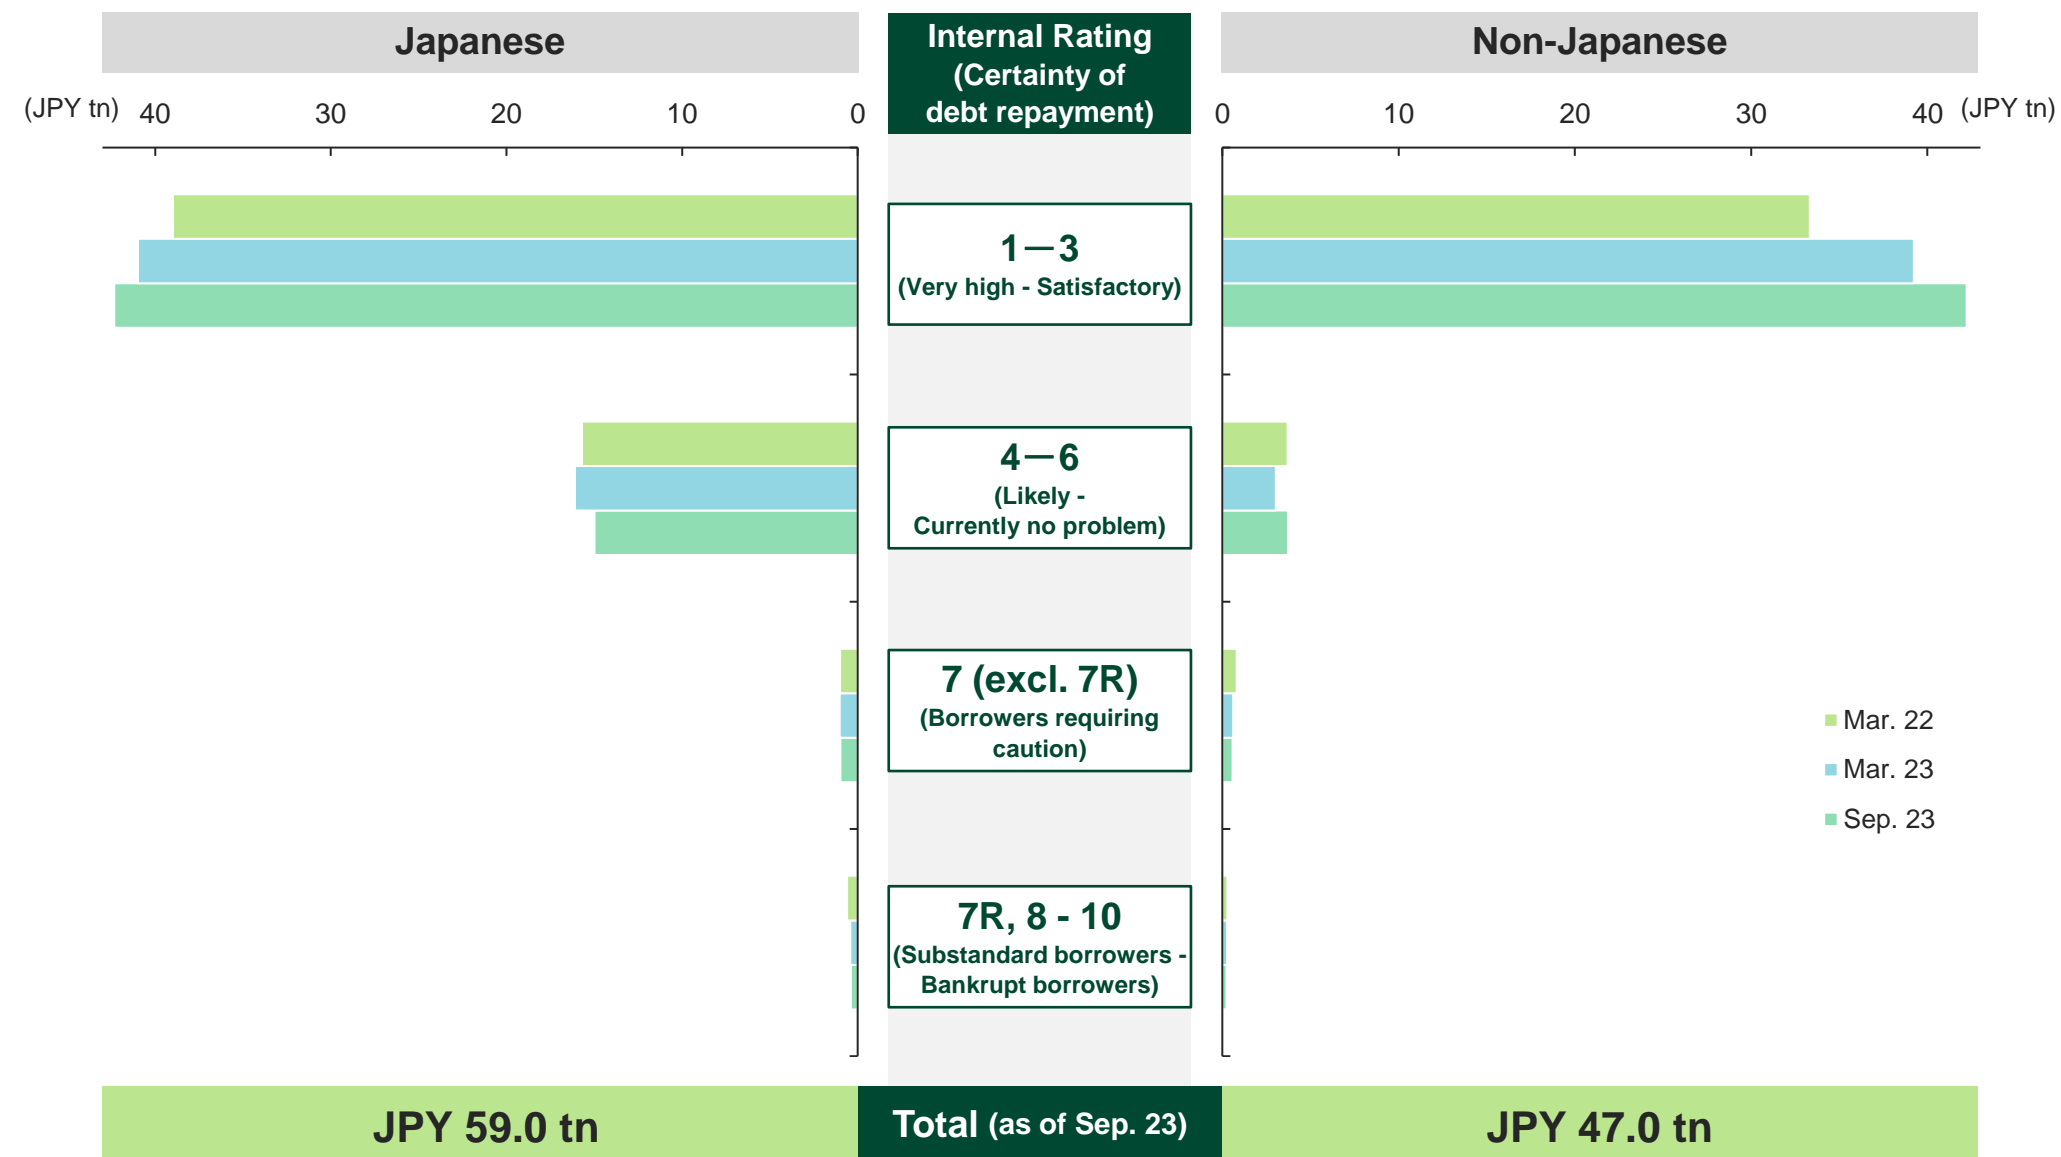 Japanese
Internal Rating
(Certainty of
debt repayment)
Non-Japanese
(JPY tn) 40 30 20 10 0
0 10 20 30 40 (JPY tn)
1—3
(Very high - Satisfactory)
4—6
(Likely -
Currently no problem)
7 (excl. 7R)
(Borrowers requiring
caution)
Mar. 22
Mar. 23
Sep. 23
7R, 8 - 10
(Substandard borrowers -
Bankrupt borrowers)
JPY 59.0 tn
Total (as of Sep. 23)
JPY 47.0 tn